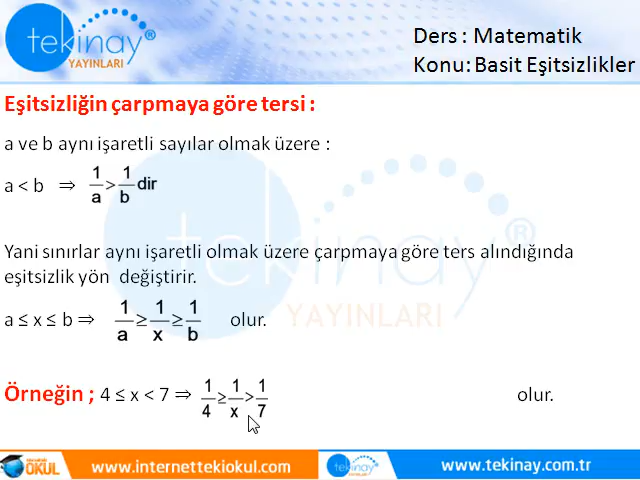 tekinay®
YAYINLARI
Ders : Matematik
Konu: Basit Eşitsizlikler
Eşitsizliğin çarpmaya göre tersi :
a ve b aynı işaretli sayılar olmak üzere :
a < b ⇒ 1/a > 1/b dir
Yani sınırlar aynı işaretli olmak üzere çarpmaya göre ters alındığında
eşitsizlik yön değiştirir.
a ≤ x ≤ b ⇒ 1/a ≥ 1/x ≥ 1/b olur.
Örneğin ; 4 ≤ x < 7 ⇒ 1/4 ≥ 1/x > 1/7 olur.
tekinay
YAYINLARI
OKUL
www.internettekiokul.com
tekinay
www.tekinay.com.tr